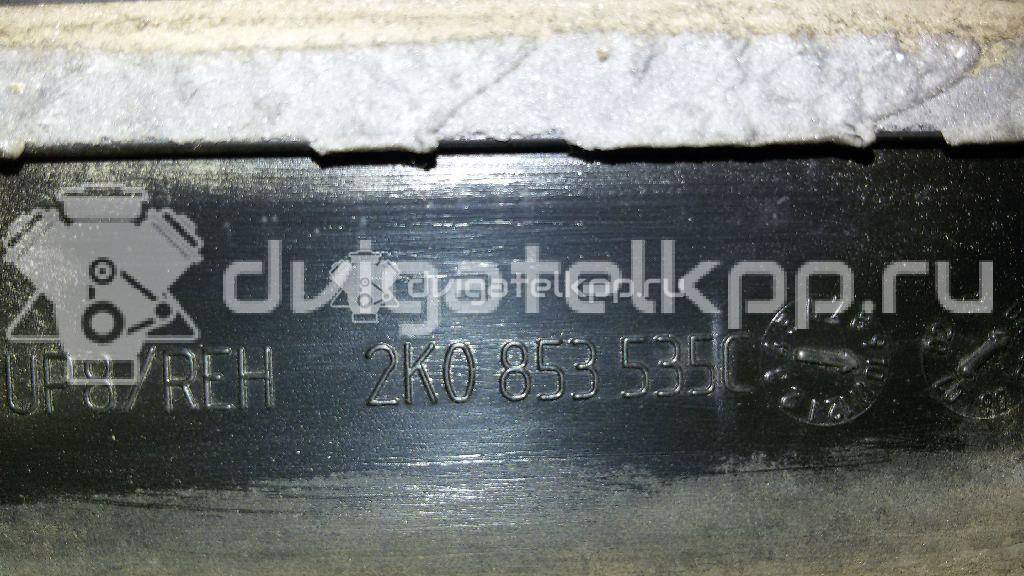 dvigatelkpp.ru
dvigatelkpp.ru
UP8/REH 2K0 853 535C